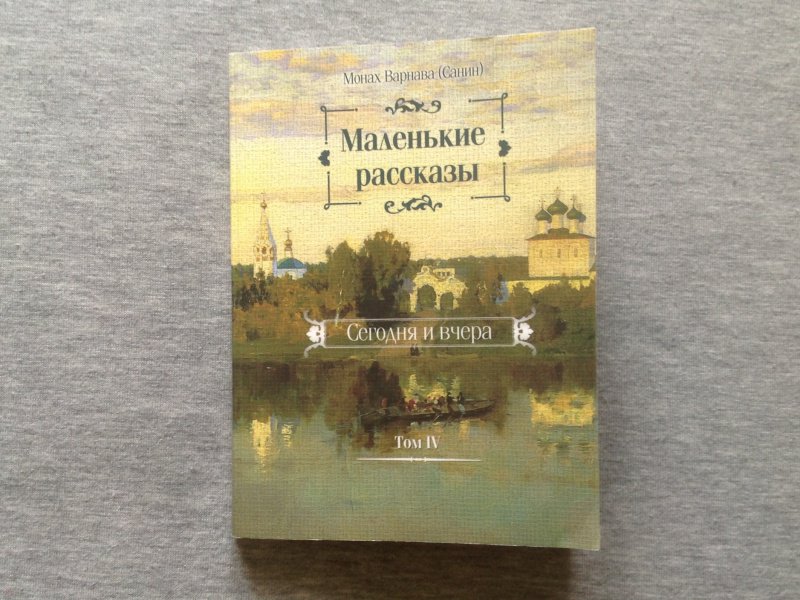 Монах Варнава (Санин)
Маленькие
рассказы
Сегодня и вчера
Том IV